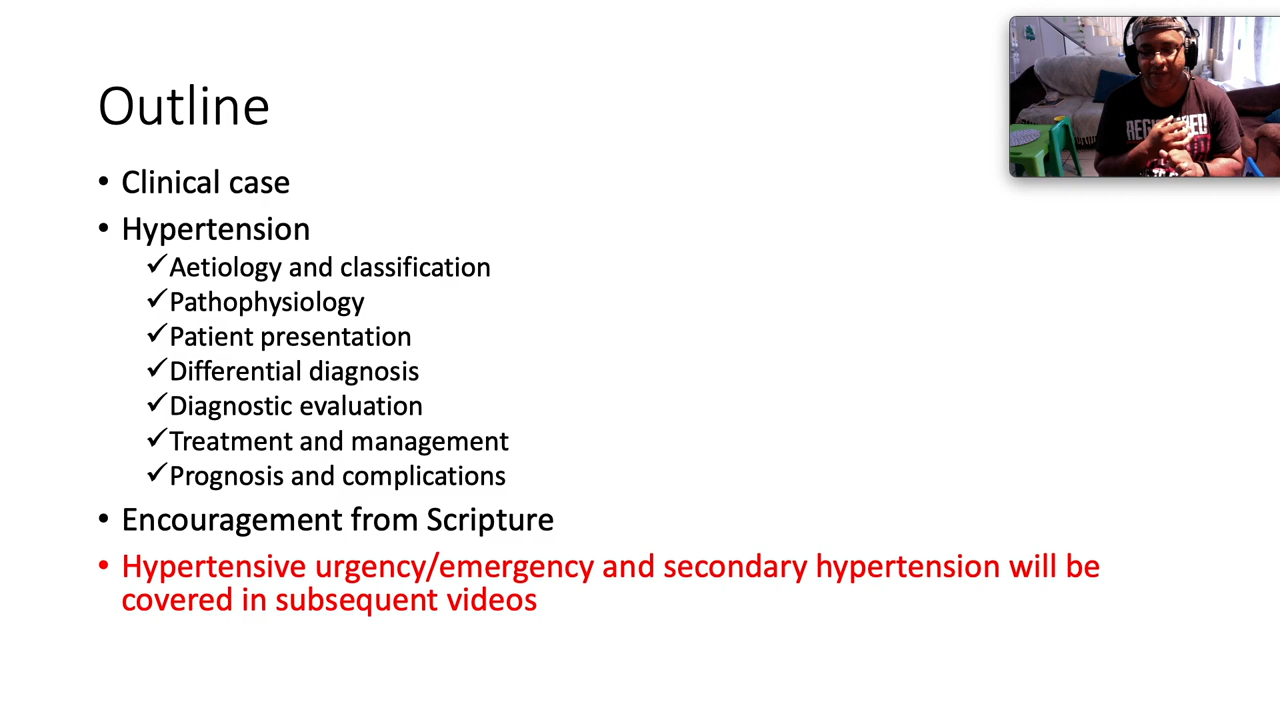 Outline
• Clinical case
• Hypertension
✓Aetiology and classification
✓Pathophysiology
✓Patient presentation
✓Differential diagnosis
✓Diagnostic evaluation
✓Treatment and management
✓Prognosis and complications
• Encouragement from Scripture
• Hypertensive urgency/emergency and secondary hypertension will be
covered in subsequent videos